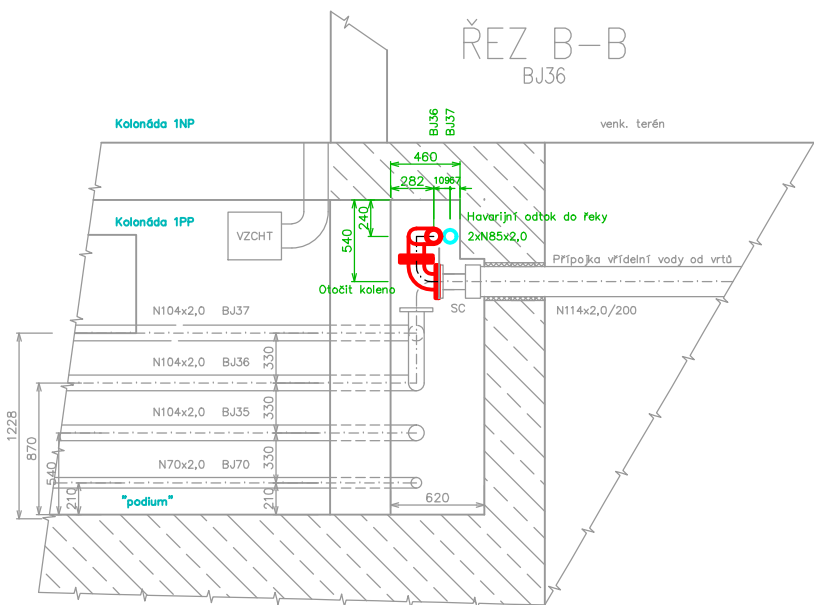 ŘEZ B-B
BJ36
Kolonáda 1NP
BJ36
BJ37
venk. terén
460
282
109
67
Kolonáda 1PP
VZCHT
240
540
Havarijní odtok do řeky
2xN85x2,0
Přípojka vřídelní vody od vrtů
Otočit koleno
SC
N114x2,0/200
N104x2,0 BJ37
330
N104x2,0 BJ36
330
N104x2,0 BJ35
330
N70x2,0 BJ70
1228
870
540
210
"podium"
210
620